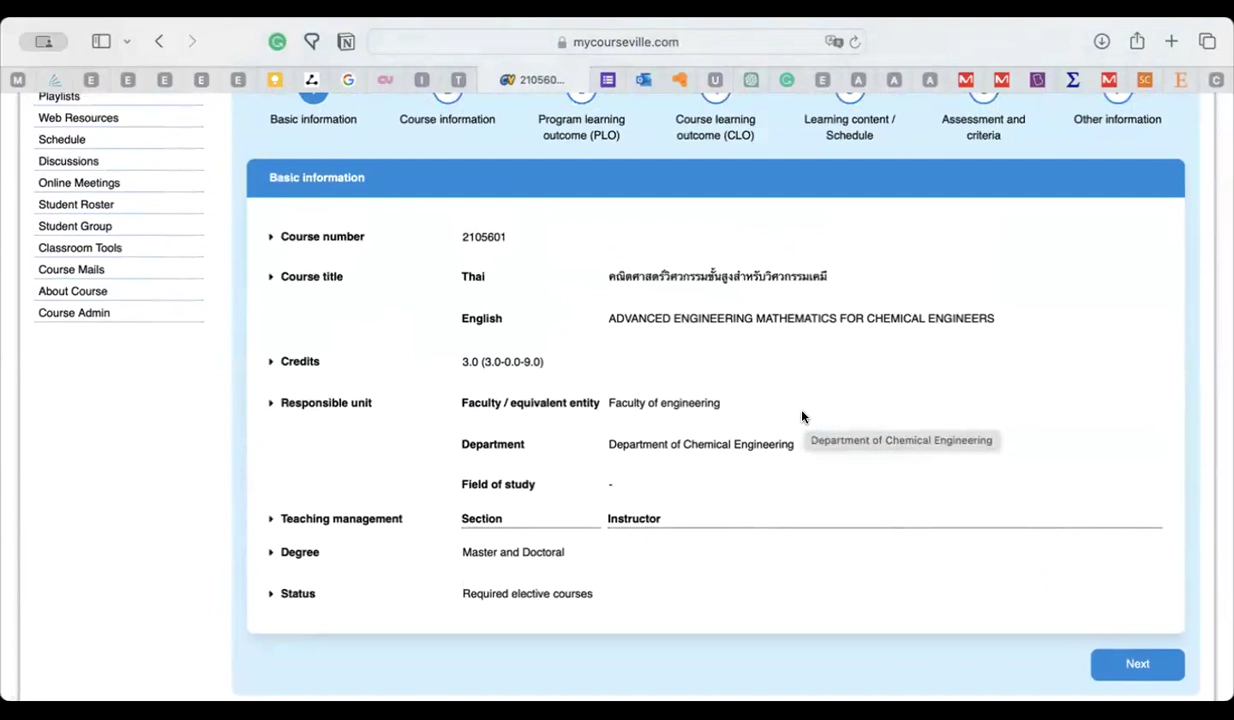 mycourseville.com
210560...
Playlists
Web Resources
Schedule
Discussions
Online Meetings
Student Roster
Student Group
Classroom Tools
Course Mails
About Course
Course Admin
Basic information
Course information
Program learning
outcome (PLO)
Course learning
outcome (CLO)
Learning content /
Schedule
Assessment and
criteria
Other information
Basic information
Course number 2105601
Course title Thai คณิตศาสตร์วิศวกรรมขั้นสูงสำหรับวิศวกรรมเคมี
English ADVANCED ENGINEERING MATHEMATICS FOR CHEMICAL ENGINEERS
Credits 3.0 (3.0-0.0-9.0)
Responsible unit Faculty / equivalent entity Faculty of engineering
Department Department of Chemical Engineering
Department of Chemical Engineering
Field of study -
Teaching management Section Instructor
Degree Master and Doctoral
Status Required elective courses
Next